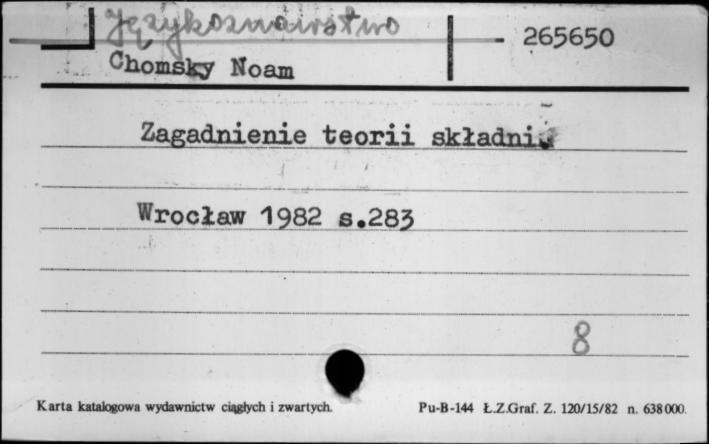 Językoznawstwo
265650
Chomsky Noam
Zagadnienie teorii składni
Wrocław 1982 s.283
8
Karta katalogowa wydawnictw ciągłych i zwartych.
Pu-B-144 Ł.Z.Graf. Z. 120/15/82 n. 638000.